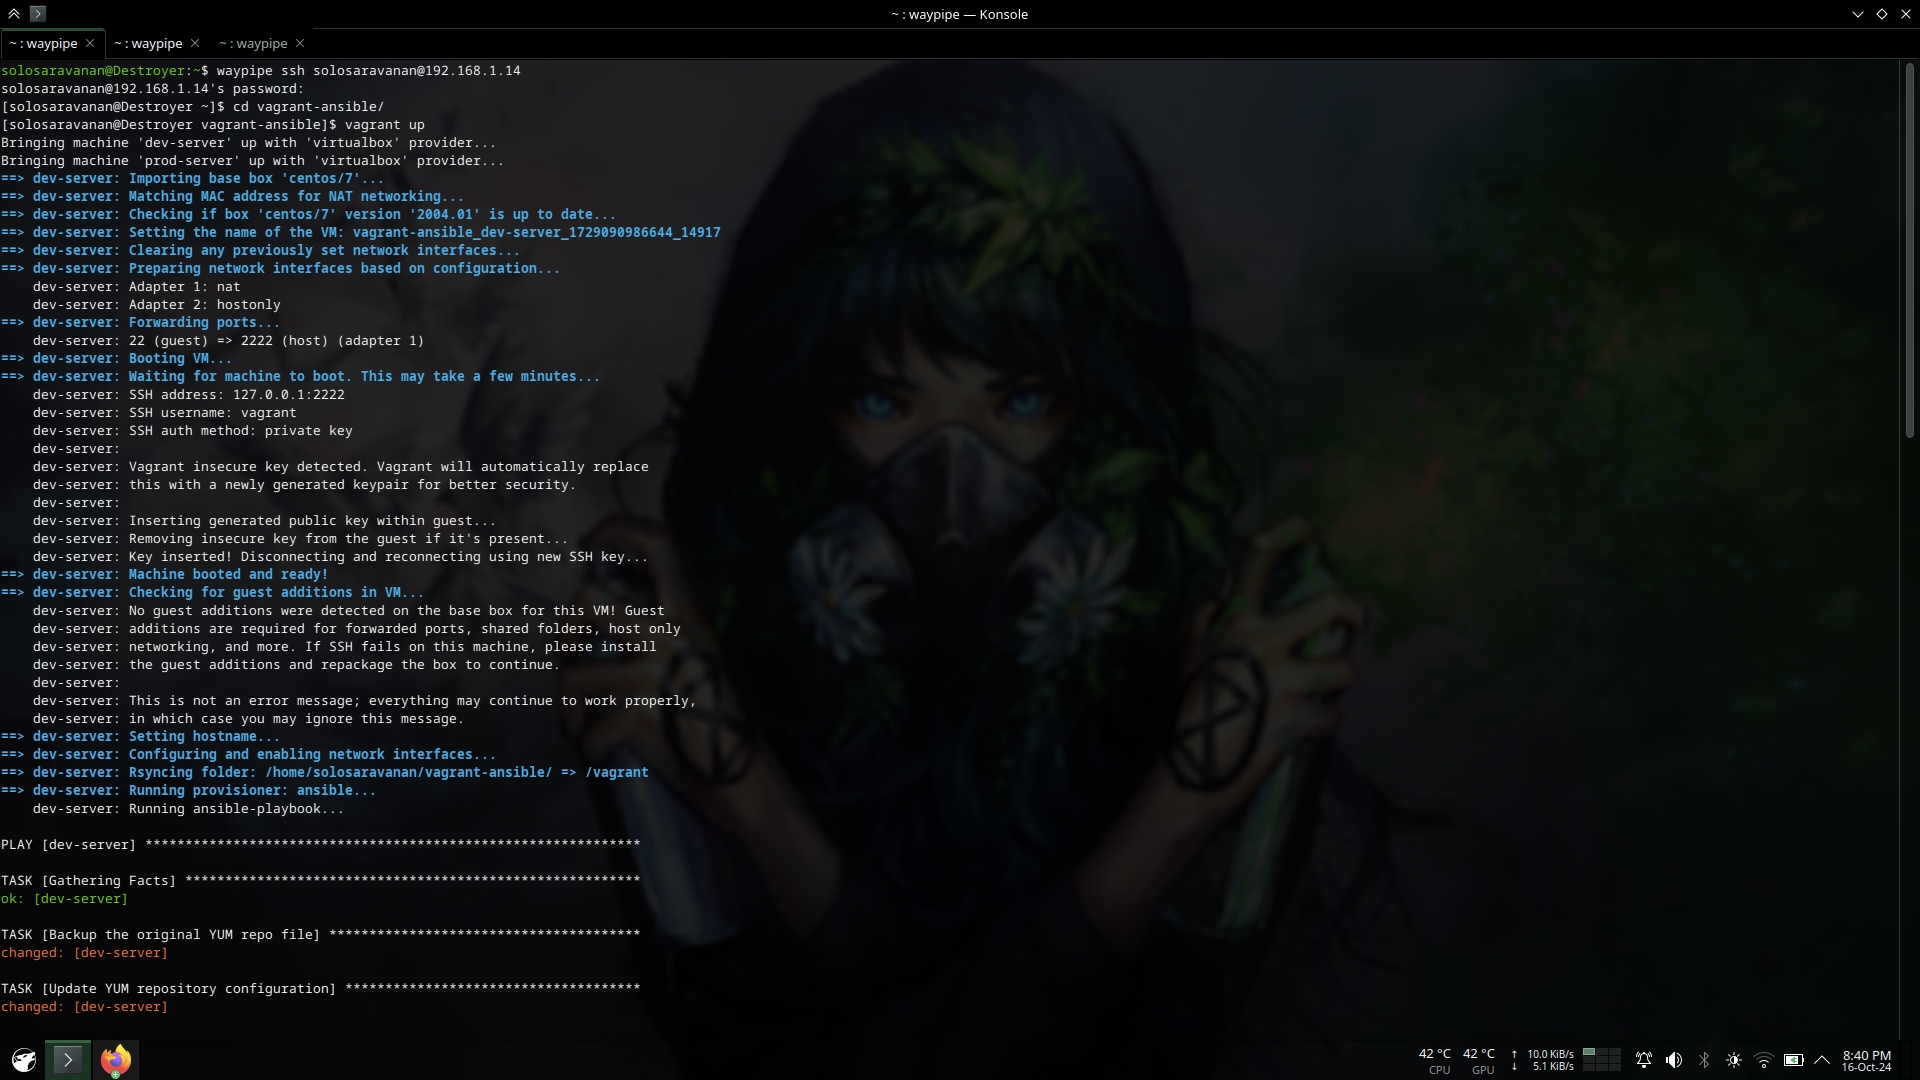 ~ : waypipe — Konsole
~ : waypipe
~ : waypipe
~ : waypipe
solosaravanan@Destroyer:~$ waypipe ssh solosaravanan@192.168.1.14
solosaravanan@192.168.1.14's password:
[solosaravanan@Destroyer ~]$ cd vagrant-ansible/
[solosaravanan@Destroyer vagrant-ansible]$ vagrant up
Bringing machine 'dev-server' up with 'virtualbox' provider...
Bringing machine 'prod-server' up with 'virtualbox' provider...
==> dev-server: Importing base box 'centos/7'...
==> dev-server: Matching MAC address for NAT networking...
==> dev-server: Checking if box 'centos/7' version '2004.01' is up to date...
==> dev-server: Setting the name of the VM: vagrant-ansible_dev-server_1729090986644_14917
==> dev-server: Clearing any previously set network interfaces...
==> dev-server: Preparing network interfaces based on configuration...
    dev-server: Adapter 1: nat
    dev-server: Adapter 2: hostonly
==> dev-server: Forwarding ports...
    dev-server: 22 (guest) => 2222 (host) (adapter 1)
==> dev-server: Booting VM...
==> dev-server: Waiting for machine to boot. This may take a few minutes...
    dev-server: SSH address: 127.0.0.1:2222
    dev-server: SSH username: vagrant
    dev-server: SSH auth method: private key
    dev-server:
    dev-server: Vagrant insecure key detected. Vagrant will automatically replace
    dev-server: this with a newly generated keypair for better security.
    dev-server:
    dev-server: Inserting generated public key within guest...
    dev-server: Removing insecure key from the guest if it's present...
    dev-server: Key inserted! Disconnecting and reconnecting using new SSH key...
==> dev-server: Machine booted and ready!
==> dev-server: Checking for guest additions in VM...
    dev-server: No guest additions were detected on the base box for this VM! Guest
    dev-server: additions are required for forwarded ports, shared folders, host only
    dev-server: networking, and more. If SSH fails on this machine, please install
    dev-server: the guest additions and repackage the box to continue.
    dev-server:
    dev-server: This is not an error message; everything may continue to work properly,
    dev-server: in which case you may ignore this message.
==> dev-server: Setting hostname...
==> dev-server: Configuring and enabling network interfaces...
==> dev-server: Rsyncing folder: /home/solosaravanan/vagrant-ansible/ => /vagrant
==> dev-server: Running provisioner: ansible...
    dev-server: Running ansible-playbook...
PLAY [dev-server] **************************************************************
TASK [Gathering Facts] *********************************************************
ok: [dev-server]
TASK [Backup the original YUM repo file] ***************************************
changed: [dev-server]
TASK [Update YUM repository configuration] *************************************
changed: [dev-server]
42 °C
CPU
42 °C
GPU
↑ 10.0 KiB/s
↓ 5.1 KiB/s
8:40 PM
16-Oct-24